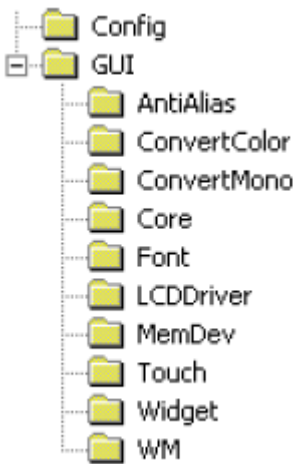 Config
GUI
AntiAlias
ConvertColor
ConvertMono
Core
Font
LCDDriver
MemDev
Touch
Widget
WM